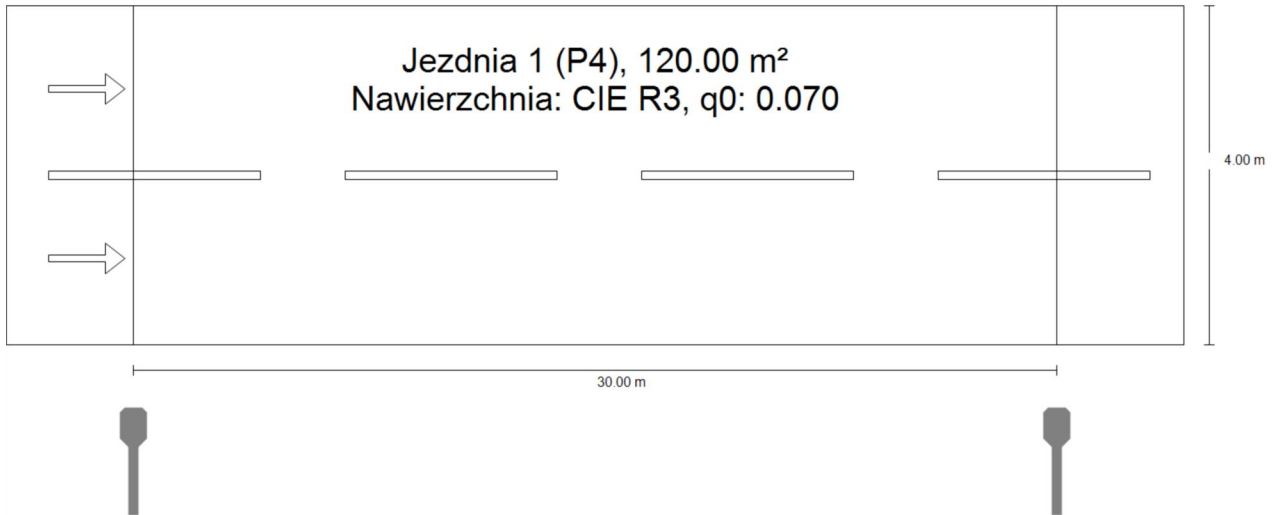 Jezdnia 1 (P4), 120.00 m²
Nawierzchnia: CIE R3, q0: 0.070
4.00 m
30.00 m